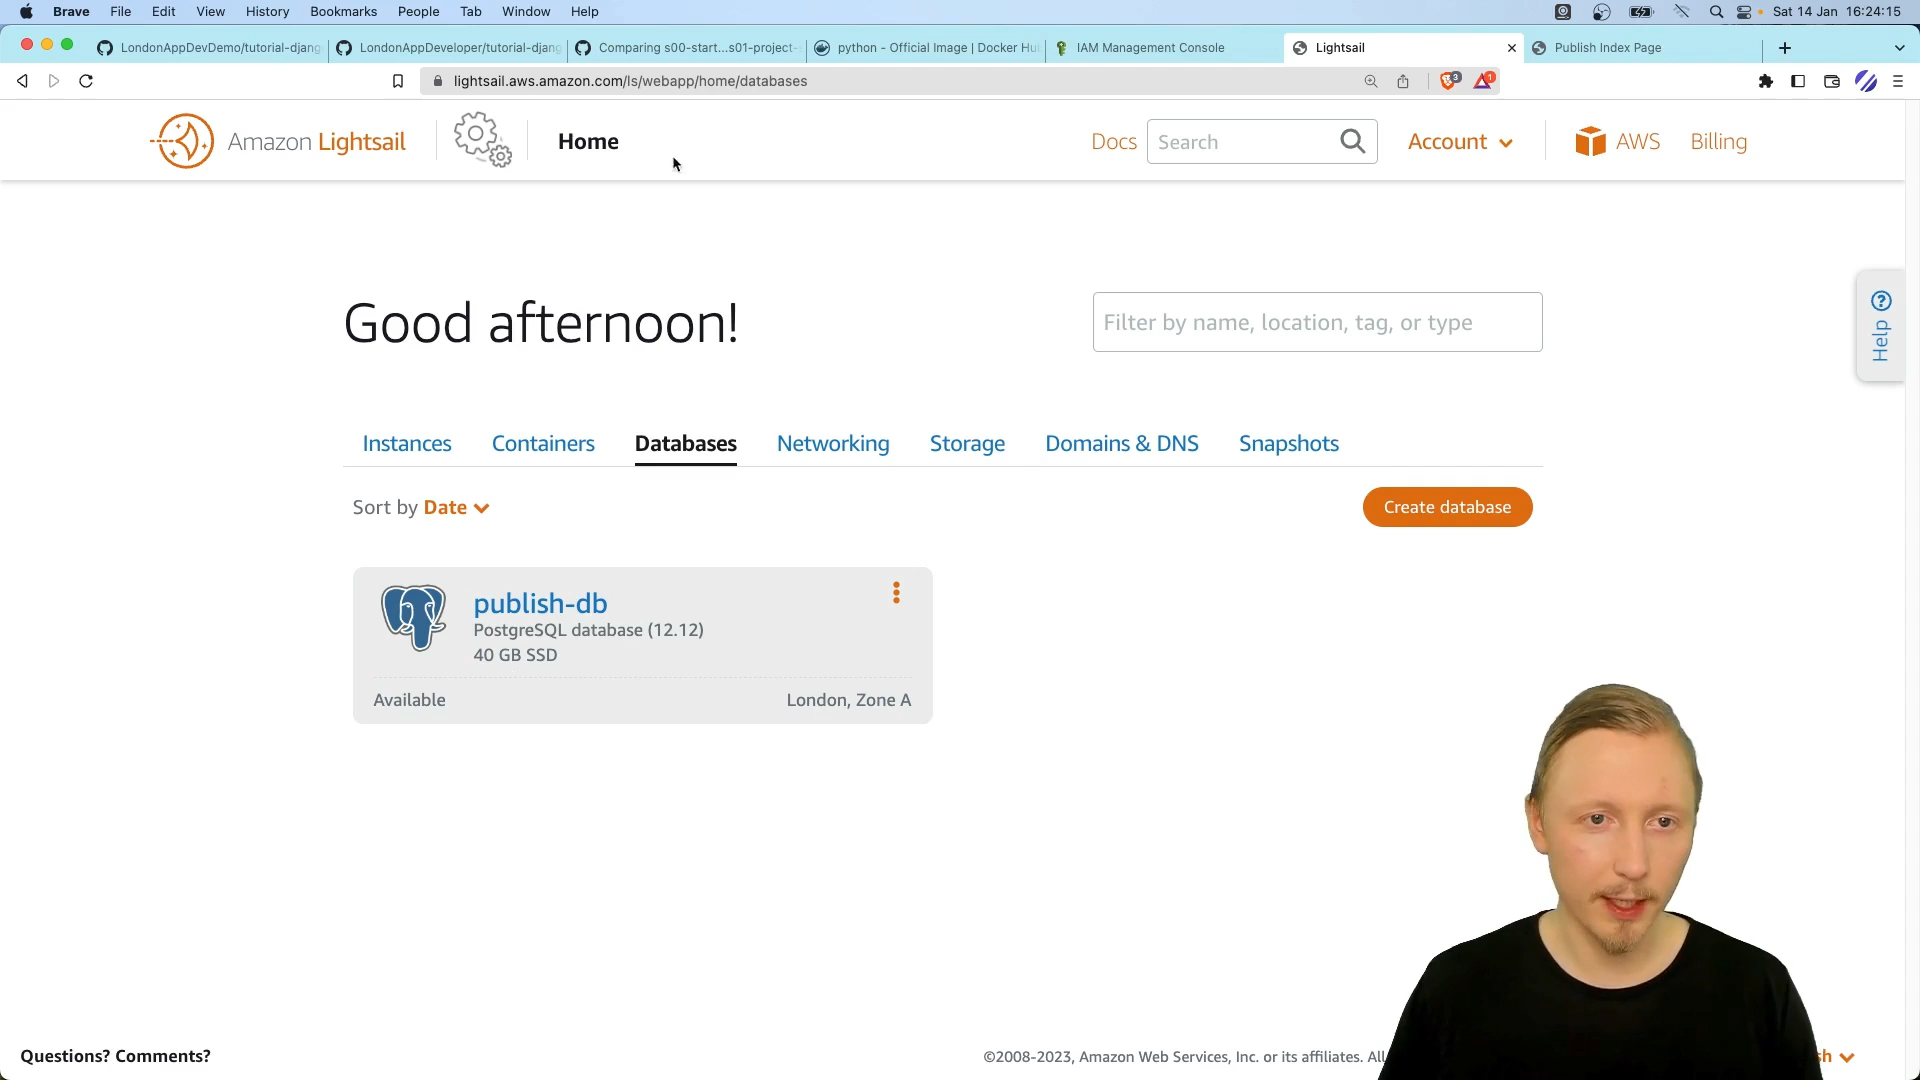 Brave File Edit View History Bookmarks People Tab Window Help Sat 14 Jan 16:24:15
LondonAppDevDemo/tutorial-djang LondonAppDeveloper/tutorial-djang Comparing s00-start...s01-project- python - Official Image | Docker Hu IAM Management Console Lightsail Publish Index Page
lightsail.aws.amazon.com/ls/webapp/home/databases 3 1
Amazon Lightsail Home Docs Search Account AWS Billing
Good afternoon! Filter by name, location, tag, or type
Help
Instances Containers Databases Networking Storage Domains & DNS Snapshots
Sort by Date Create database
publish-db
PostgreSQL database (12.12)
40 GB SSD
Available London, Zone A
Questions? Comments? ©2008-2023, Amazon Web Services, Inc. or its affiliates. All sh